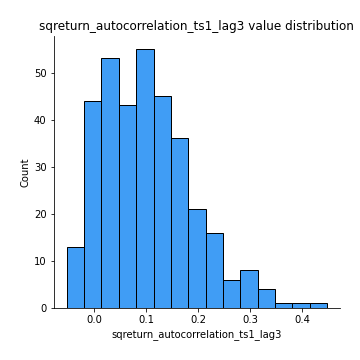 sqreturn_autocorrelation_ts1_lag3 value distribution
50
40
30
20
10
0
Count
0.0 0.1 0.2 0.3 0.4
sqreturn_autocorrelation_ts1_lag3